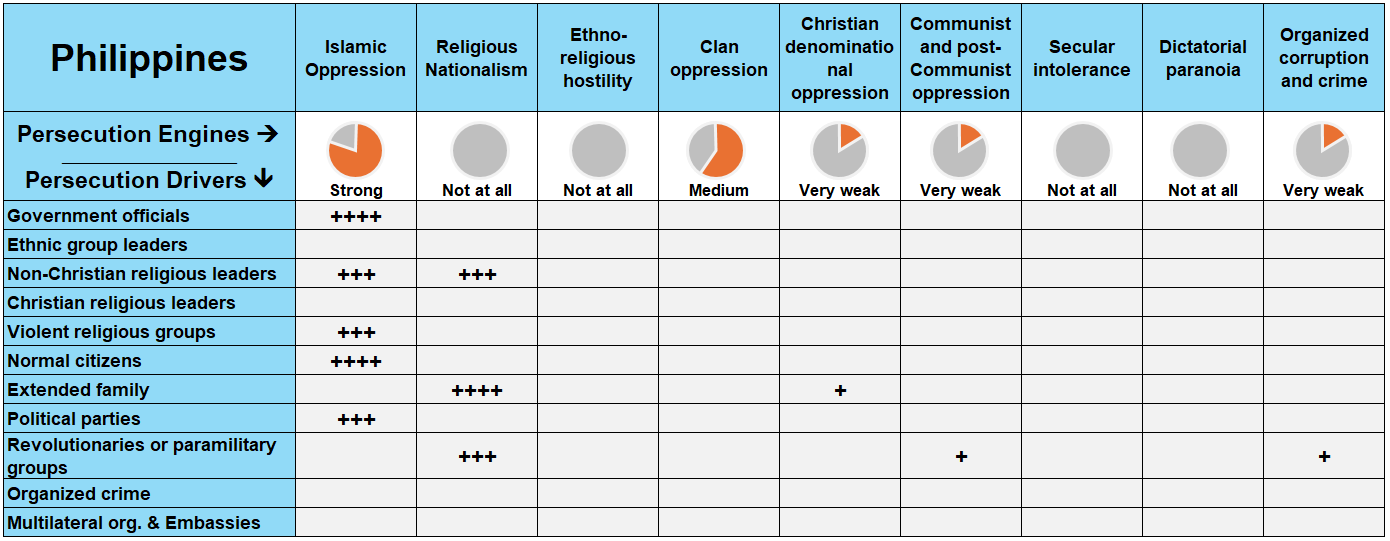 Philippines
Islamic
Oppression
Religious
Nationalism
Ethno-
religious
hostility
Clan
oppression
Christian
denominatio
nal
oppression
Communist
and post-
Communist
oppression
Secular
intolerance
Dictatorial
paranoia
Organized
corruption
and crime
Persecution Engines →
Persecution Drivers ↓
Strong
Not at all
Not at all
Medium
Very weak
Very weak
Not at all
Not at all
Very weak
Government officials ++++
Ethnic group leaders
Non-Christian religious leaders +++ +++
Christian religious leaders
Violent religious groups +++
Normal citizens ++++
Extended family ++++ +
Political parties +++
Revolutionaries or paramilitary
groups +++ + +
Organized crime
Multilateral org. & Embassies